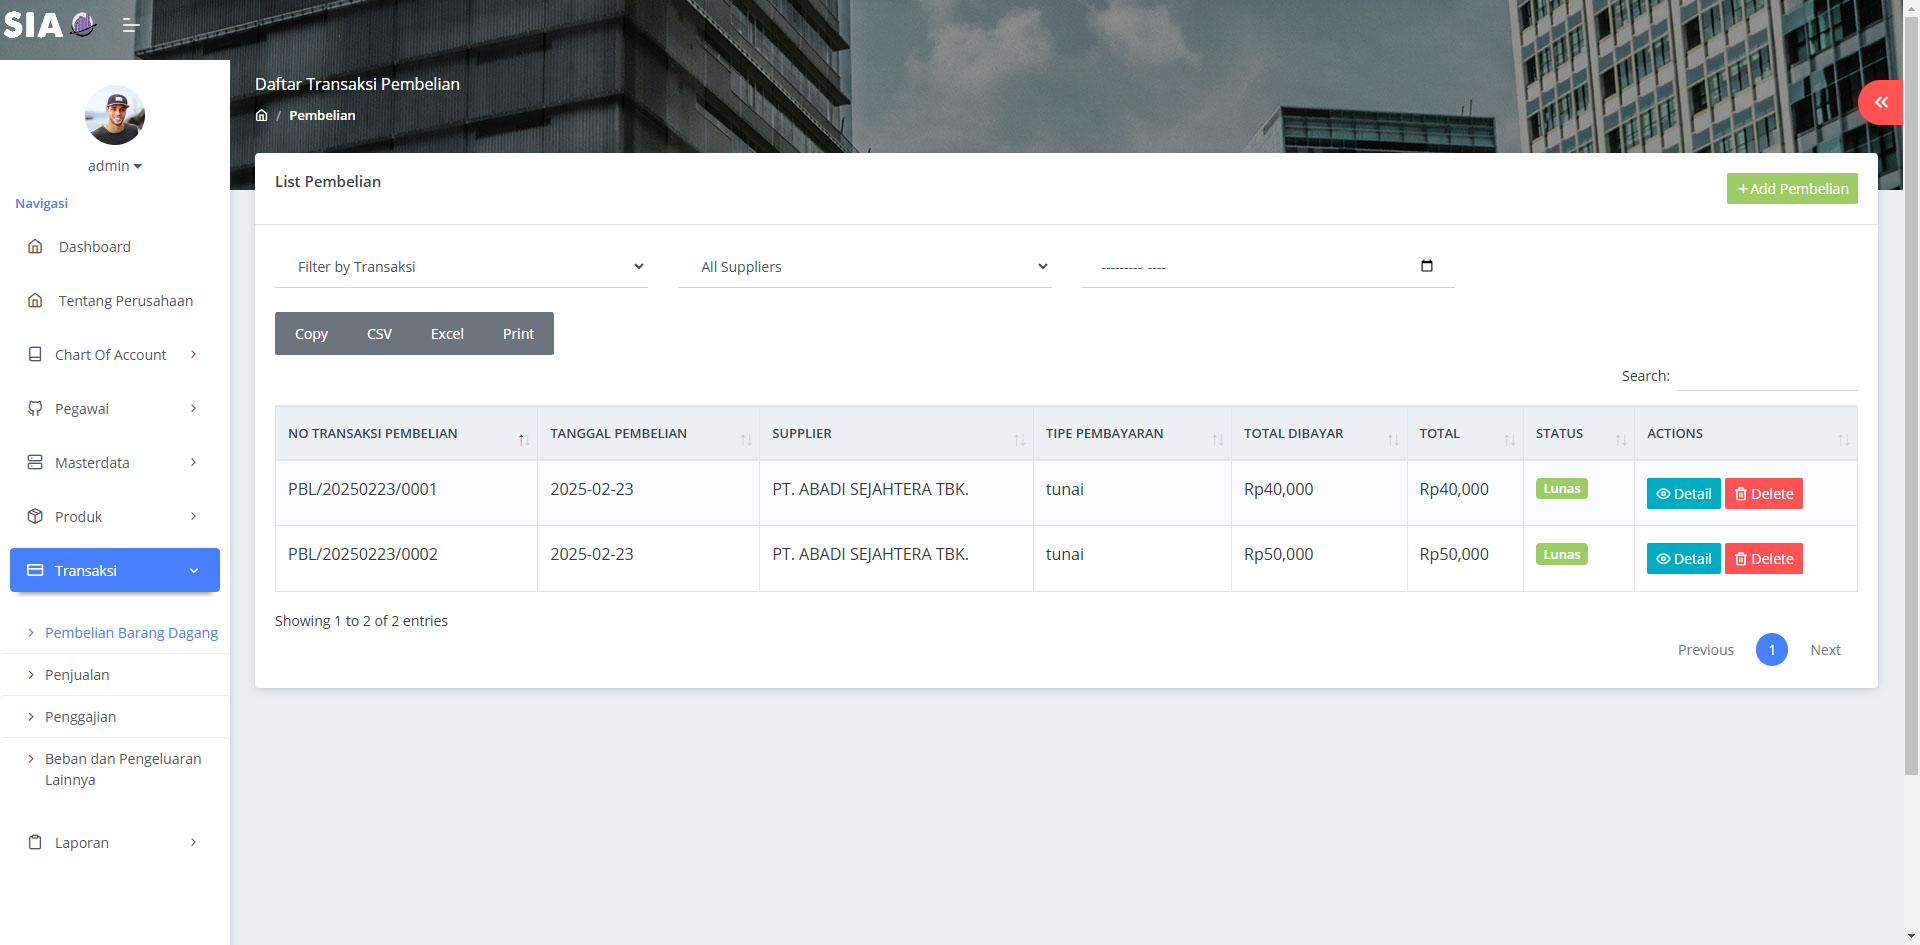 SIA
Daftar Transaksi Pembelian
/ Pembelian
admin
Navigasi
Dashboard
Tentang Perusahaan
Chart Of Account
Pegawai
Masterdata
Produk
Transaksi
Pembelian Barang Dagang
Penjualan
Penggajian
Beban dan Pengeluaran
Lainnya
Laporan
List Pembelian
+Add Pembelian
Filter by Transaksi All Suppliers --------- ----
Copy CSV Excel Print
Search:
NO TRANSAKSI PEMBELIAN TANGGAL PEMBELIAN SUPPLIER TIPE PEMBAYARAN TOTAL DIBAYAR TOTAL STATUS ACTIONS
PBL/20250223/0001 2025-02-23 PT. ABADI SEJAHTERA TBK. tunai Rp40,000 Rp40,000 Lunas Detail Delete
PBL/20250223/0002 2025-02-23 PT. ABADI SEJAHTERA TBK. tunai Rp50,000 Rp50,000 Lunas Detail Delete
Showing 1 to 2 of 2 entries
Previous 1 Next